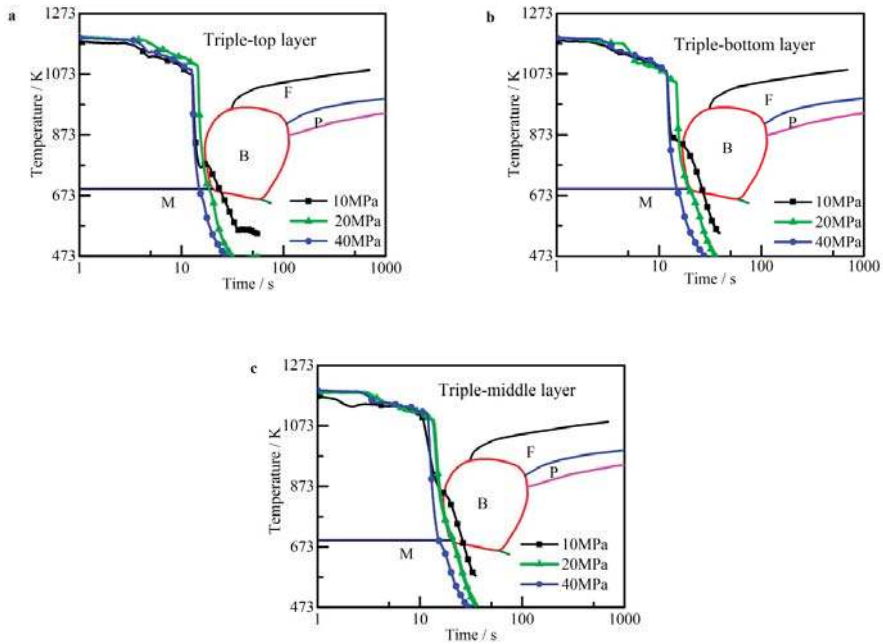 a
Triple-top layer
Temperature / K
1273
1073
873
673
473
F
P
B
M
10MPa
20MPa
40MPa
1
10
100
1000
Time / s
b
Triple-bottom layer
Temperature / K
1273
1073
873
673
473
F
P
B
M
10MPa
20MPa
40MPa
1
10
100
1000
Time / s
c
Triple-middle layer
Temperature / K
1273
1073
873
673
473
F
P
B
M
10MPa
20MPa
40MPa
1
10
100
1000
Time / s